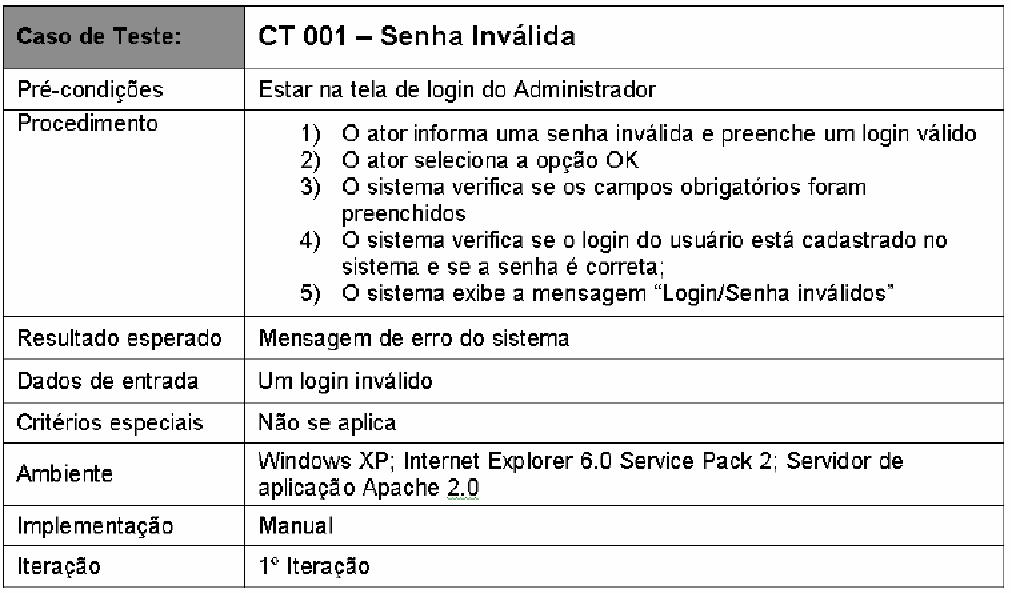 Caso de Teste: CT 001 – Senha Inválida
Pré-condições Estar na tela de login do Administrador
Procedimento 1) O ator informa uma senha inválida e preenche um login válido
2) O ator seleciona a opção OK
3) O sistema verifica se os campos obrigatórios foram
preenchidos
4) O sistema verifica se o login do usuário está cadastrado no
sistema e se a senha é correta;
5) O sistema exibe a mensagem “Login/Senha inválidos”
Resultado esperado Mensagem de erro do sistema
Dados de entrada Um login inválido
Critérios especiais Não se aplica
Ambiente Windows XP; Internet Explorer 6.0 Service Pack 2; Servidor de
aplicação Apache 2.0
Implementação Manual
Iteração 1º Iteração